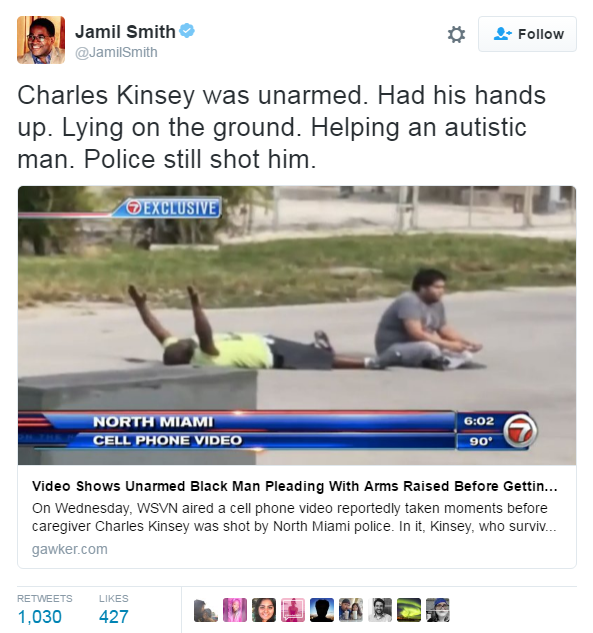 Jamil Smith
@JamilSmith
Follow
Charles Kinsey was unarmed. Had his hands
up. Lying on the ground. Helping an autistic
man. Police still shot him.
7 EXCLUSIVE
NORTH MIAMI
6:02
CELL PHONE VIDEO
90°
7
Video Shows Unarmed Black Man Pleading With Arms Raised Before Gettin...
On Wednesday, WSVN aired a cell phone video reportedly taken moments before
caregiver Charles Kinsey was shot by North Miami police. In it, Kinsey, who surviv...
gawker.com
RETWEETS LIKES
1,030 427